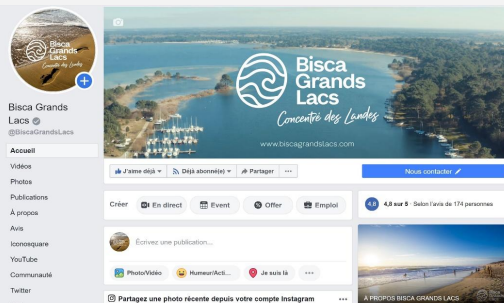 Bisca
Grands
Lacs
Concentré des Landes
Bisca Grands
Lacs
@BiscaGrandsLacs
Accueil
Vidéos
Photos
Publications
À propos
Avis
Iconosquare
YouTube
Communauté
Twitter
Bisca
Grands
Lacs
Concentré des Landes
www.biscagrandslacs.com
J'aime déjà
Déjà abonné(e)
Partager
Nous contacter
Créer
En direct
Event
Offer
Emploi
4,8
4,8 sur 5 · Selon l'avis de 174 personnes
Écrivez une publication...
Photo/Vidéo
Humeur/Acti...
Je suis là
Partagez une photo récente depuis votre compte Instagram
A PROPOS BISCA GRANDS LACS